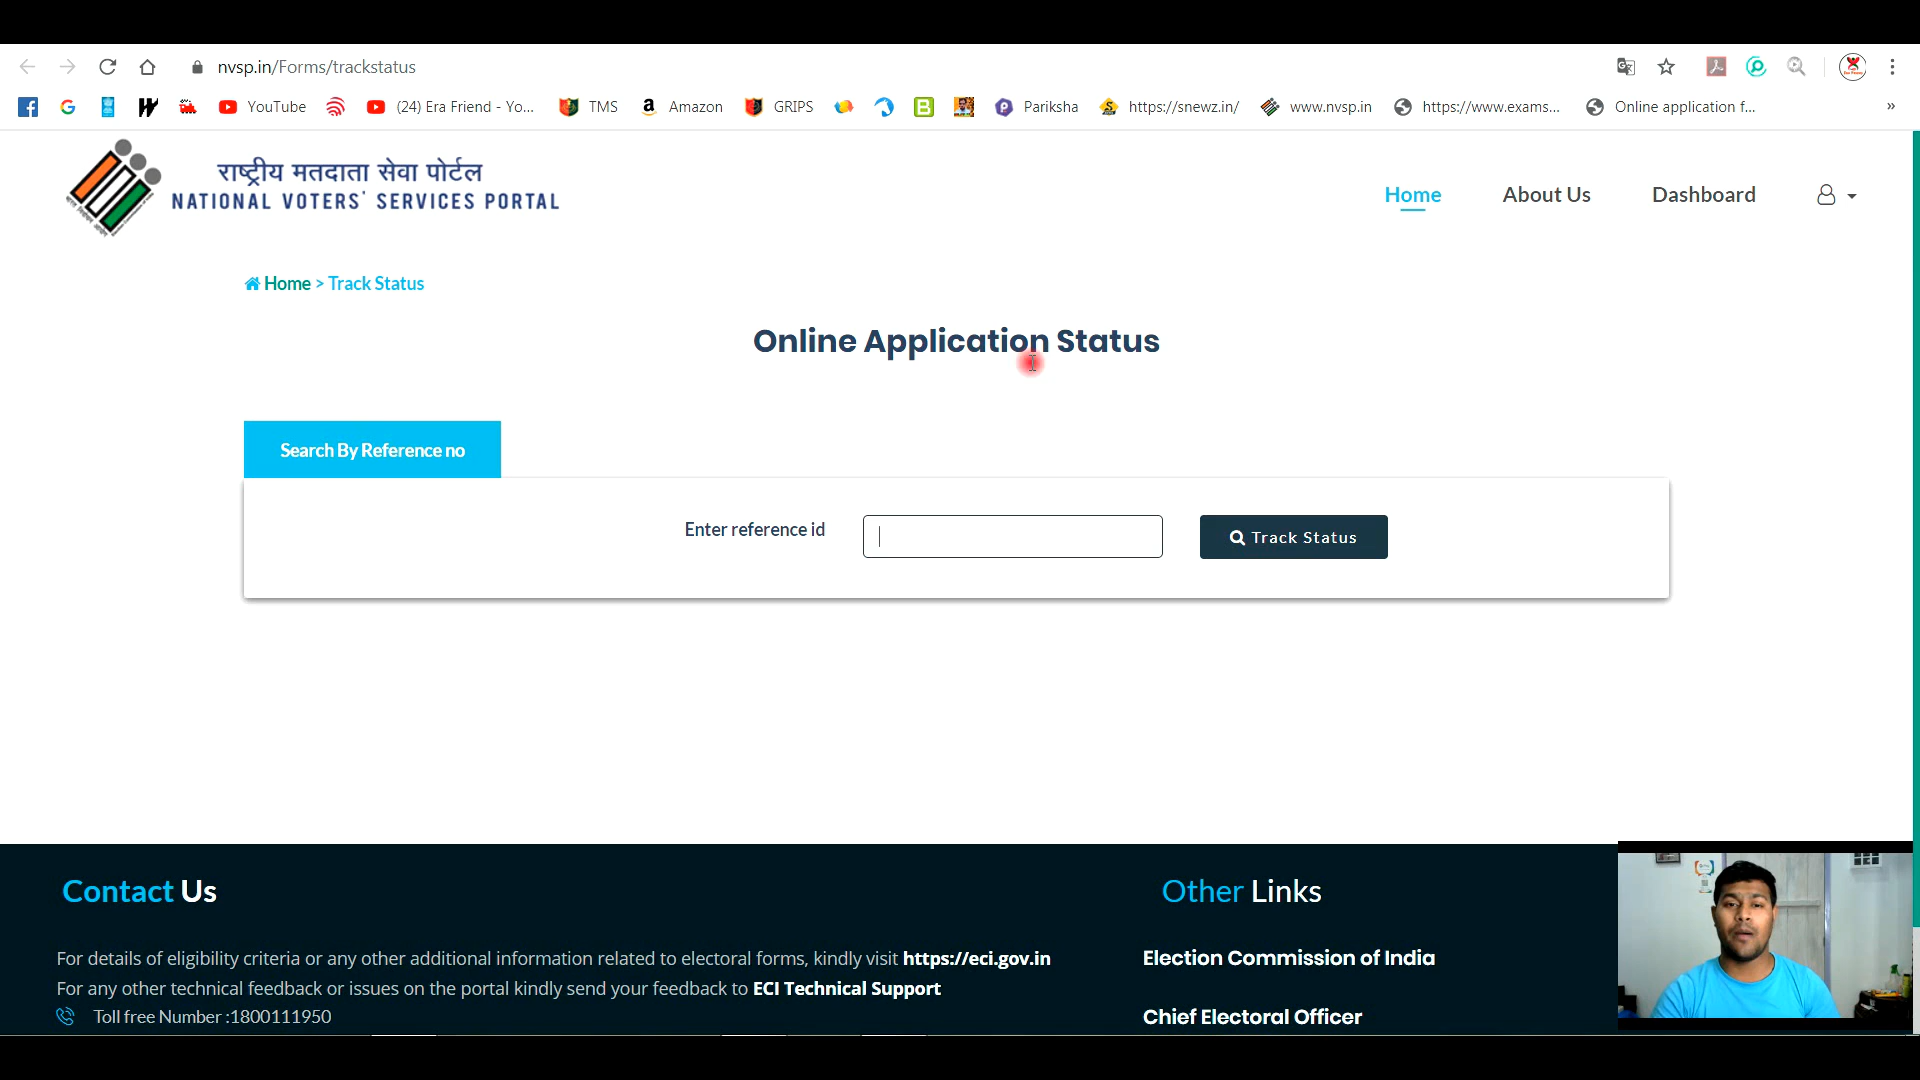 nvsp.in/Forms/trackstatus
YouTube
(24) Era Friend - Yo...
TMS
Amazon
GRIPS
Pariksha
https://snewz.in/
www.nvsp.in
https://www.exams...
Online application f...
»
राष्ट्रीय मतदाता सेवा पोर्टल
NATIONAL VOTERS' SERVICES PORTAL
Home
About Us
Dashboard
Home > Track Status
Online Application Status
Search By Reference no
Enter reference id
Track Status
Contact Us
Other Links
For details of eligibility criteria or any other additional information related to electoral forms, kindly visit https://eci.gov.in
Election Commission of India
For any other technical feedback or issues on the portal kindly send your feedback to ECI Technical Support
Toll free Number :1800111950
Chief Electoral Officer